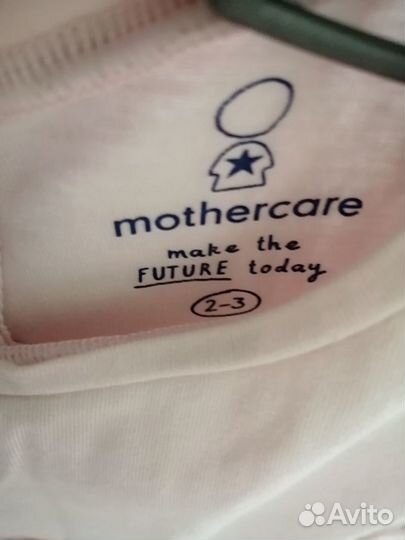 mothercare
make the
FUTURE today
2-3
Avito